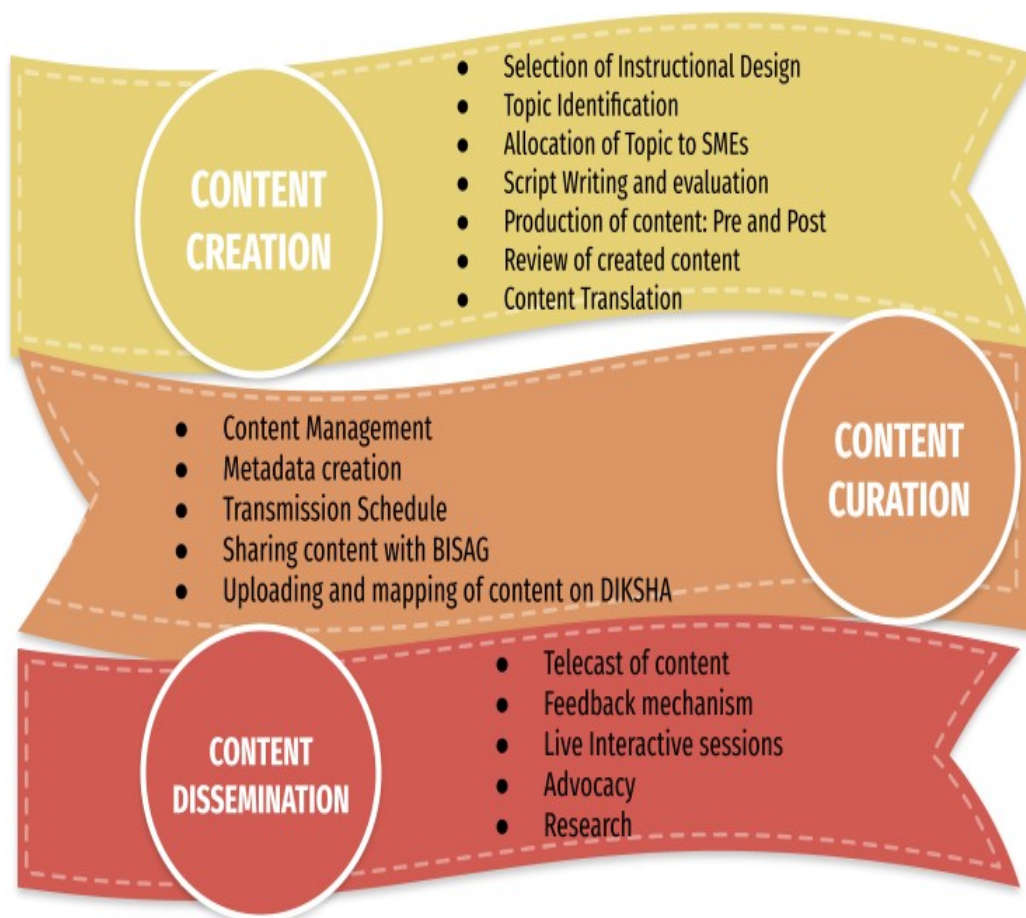 CONTENT
CREATION
● Selection of Instructional Design
● Topic Identification
● Allocation of Topic to SMEs
● Script Writing and evaluation
● Production of content: Pre and Post
● Review of created content
● Content Translation
CONTENT
CURATION
● Content Management
● Metadata creation
● Transmission Schedule
● Sharing content with BISAG
● Uploading and mapping of content on DIKSHA
CONTENT
DISSEMINATION
● Telecast of content
● Feedback mechanism
● Live Interactive sessions
● Advocacy
● Research